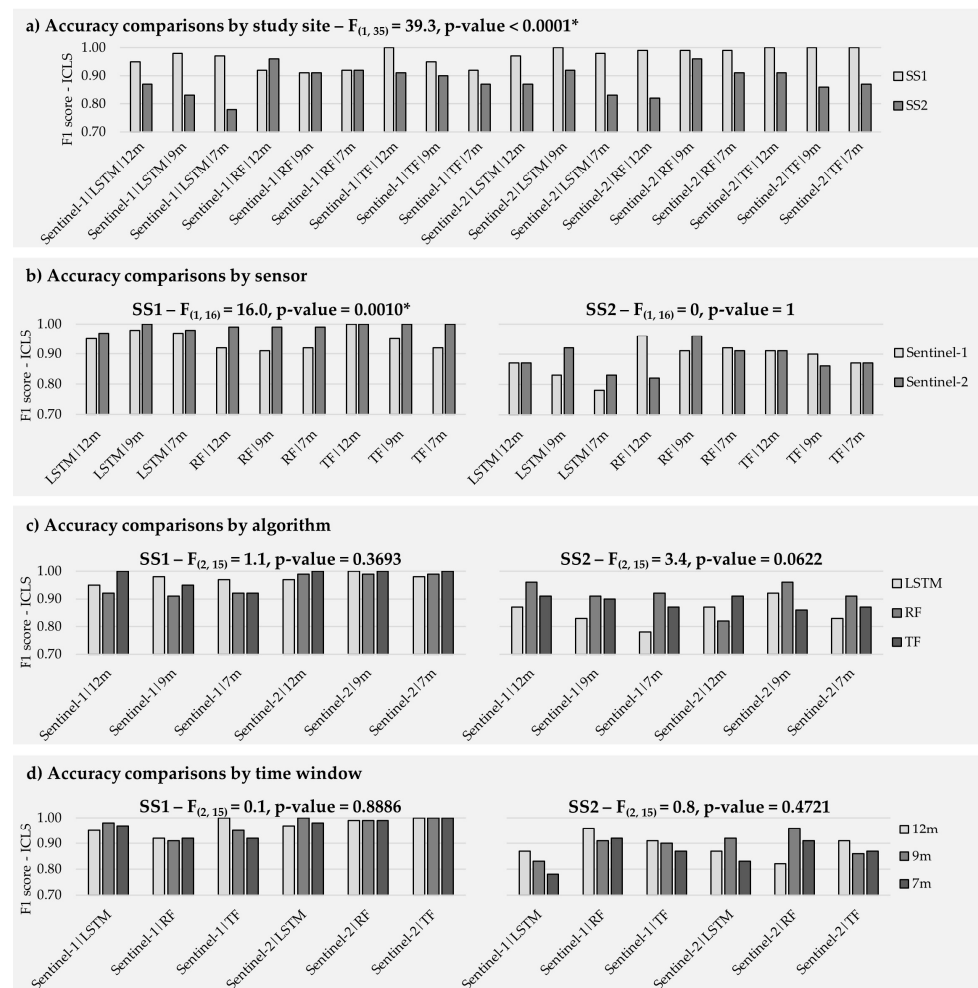 a) Accuracy comparisons by study site – F(1, 35) = 39.3, p-value < 0.0001*
F1 score - ICLS
1.00
0.90
0.80
0.70
SS1
SS2
Sentinel-1|LSTM|12m
Sentinel-1|LSTM|9m
Sentinel-1|LSTM|7m
Sentinel-1|RF|12m
Sentinel-1|RF|9m
Sentinel-1|RF|7m
Sentinel-1|TF|12m
Sentinel-1|TF|9m
Sentinel-1|TF|7m
Sentinel-2|LSTM|12m
Sentinel-2|LSTM|9m
Sentinel-2|LSTM|7m
Sentinel-2|RF|12m
Sentinel-2|RF|9m
Sentinel-2|RF|7m
Sentinel-2|TF|12m
Sentinel-2|TF|9m
Sentinel-2|TF|7m
b) Accuracy comparisons by sensor
SS1 – F(1, 16) = 16.0, p-value = 0.0010*
F1 score - ICLS
1.00
0.90
0.80
0.70
LSTM|12m
LSTM|9m
LSTM|7m
RF|12m
RF|9m
RF|7m
TF|12m
TF|9m
TF|7m
SS2 – F(1, 16) = 0, p-value = 1
LSTM|12m
LSTM|9m
LSTM|7m
RF|12m
RF|9m
RF|7m
TF|12m
TF|9m
TF|7m
Sentinel-1
Sentinel-2
c) Accuracy comparisons by algorithm
SS1 – F(2, 15) = 1.1, p-value = 0.3693
F1 score - ICLS
1.00
0.90
0.80
0.70
Sentinel-1|12m
Sentinel-1|9m
Sentinel-1|7m
Sentinel-2|12m
Sentinel-2|9m
Sentinel-2|7m
SS2 – F(2, 15) = 3.4, p-value = 0.0622
Sentinel-1|12m
Sentinel-1|9m
Sentinel-1|7m
Sentinel-2|12m
Sentinel-2|9m
Sentinel-2|7m
LSTM
RF
TF
d) Accuracy comparisons by time window
SS1 – F(2, 15) = 0.1, p-value = 0.8886
F1 score - ICLS
1.00
0.90
0.80
0.70
Sentinel-1|LSTM
Sentinel-1|RF
Sentinel-1|TF
Sentinel-2|LSTM
Sentinel-2|RF
Sentinel-2|TF
SS2 – F(2, 15) = 0.8, p-value = 0.4721
Sentinel-1|LSTM
Sentinel-1|RF
Sentinel-1|TF
Sentinel-2|LSTM
Sentinel-2|RF
Sentinel-2|TF
12m
9m
7m